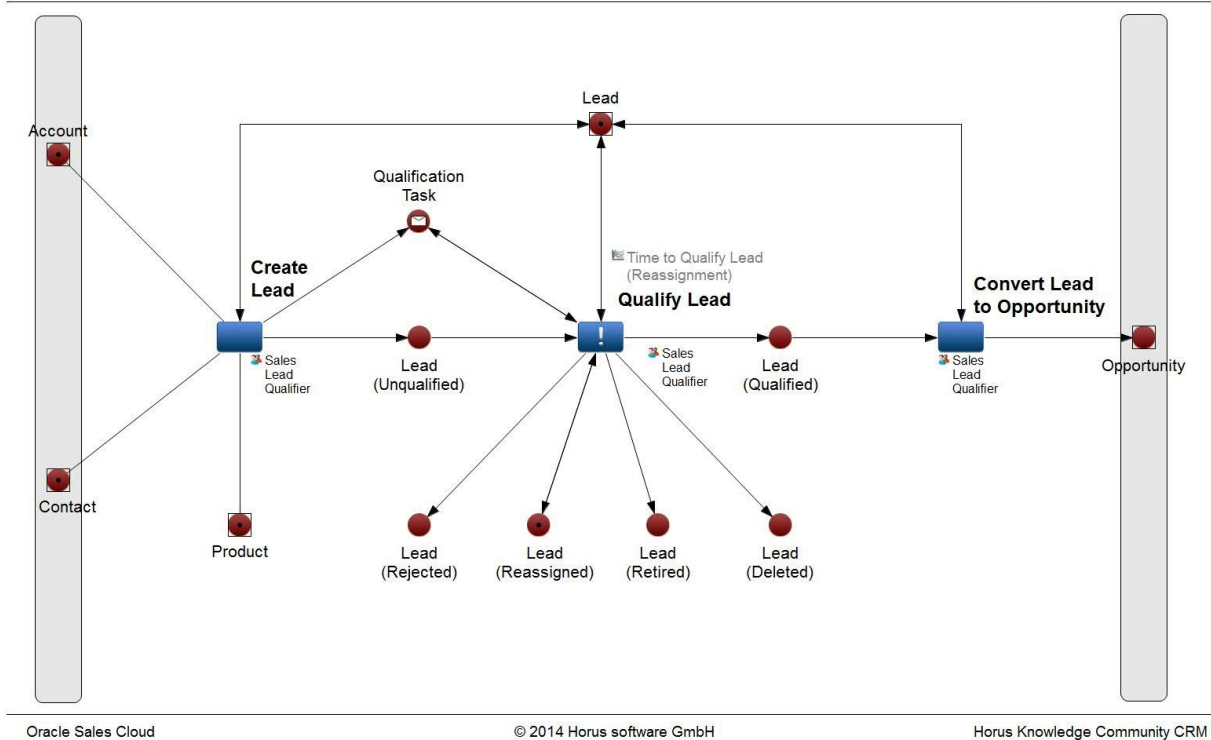 Lead
Account
Qualification
Task
Time to Qualify Lead
(Reassignment)
Create
Lead
Qualify Lead
Convert Lead
to Opportunity
Sales
Lead
Qualifier
Lead
(Unqualified)
Sales
Lead
Qualifier
Lead
(Qualified)
Sales
Lead
Qualifier
Opportunity
Contact
Product
Lead
(Rejected)
Lead
(Reassigned)
Lead
(Retired)
Lead
(Deleted)
Oracle Sales Cloud
© 2014 Horus software GmbH
Horus Knowledge Community CRM